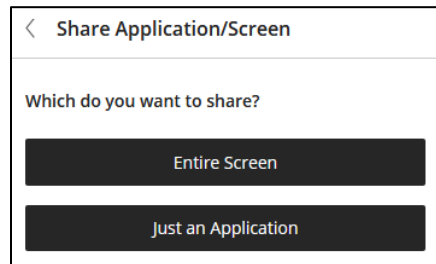 Share Application/Screen
Which do you want to share?
Entire Screen
Just an Application